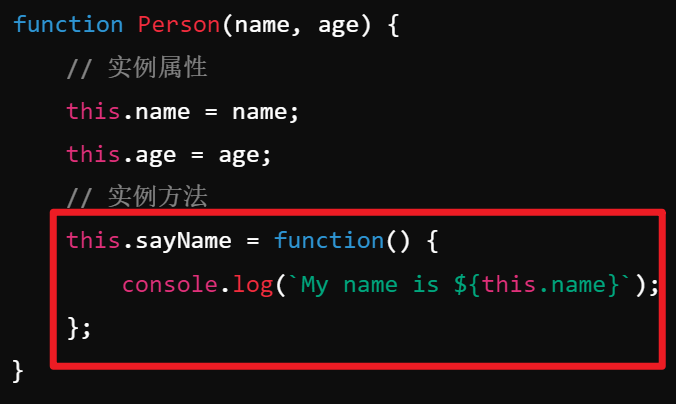 function Person(name, age) {
    // 实例属性
    this.name = name;
    this.age = age;
    // 实例方法
    this.sayName = function() {
        console.log(`My name is ${this.name}`);
    };
}